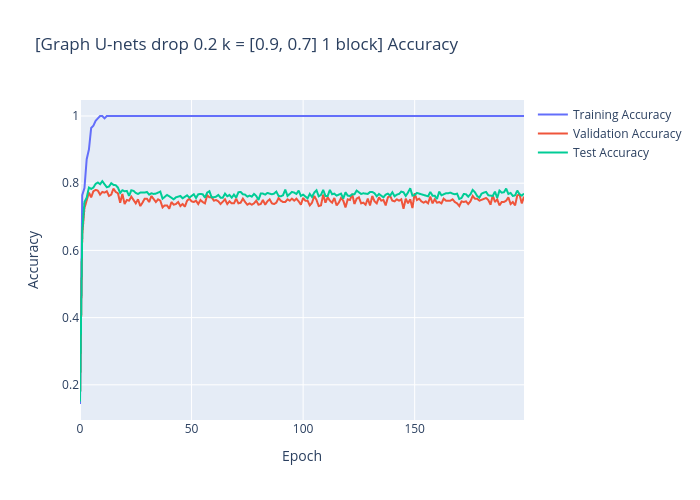 [Graph U-nets drop 0.2 k = [0.9, 0.7] 1 block] Accuracy
Training Accuracy
Validation Accuracy
Test Accuracy
1
0.8
0.6
0.4
0.2
Accuracy
0
50
100
150
Epoch